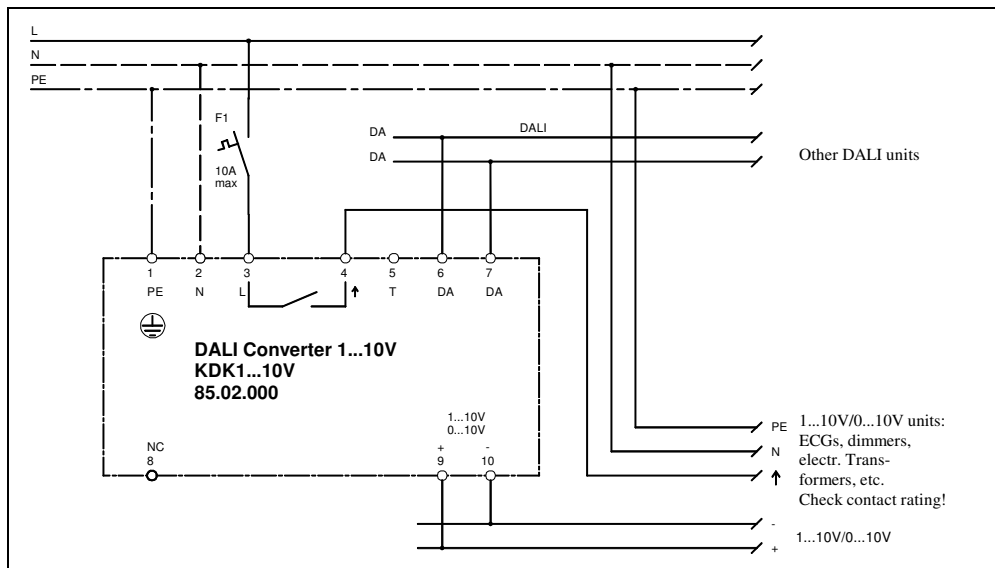 L
N
PE
F1
10A
max
DA
DALI
DA
Other DALI units
1
2
3
4
5
6
7
PE
N
L
↑
T
DA
DA
DALI Converter 1...10V
KDK1...10V
85.02.000
1...10V
0...10V
NC
8
+
-
9
10
PE
N
↑
1...10V/0...10V units:
ECGs, dimmers,
electr. Trans-
formers, etc.
Check contact rating!
-
+
1...10V/0...10V